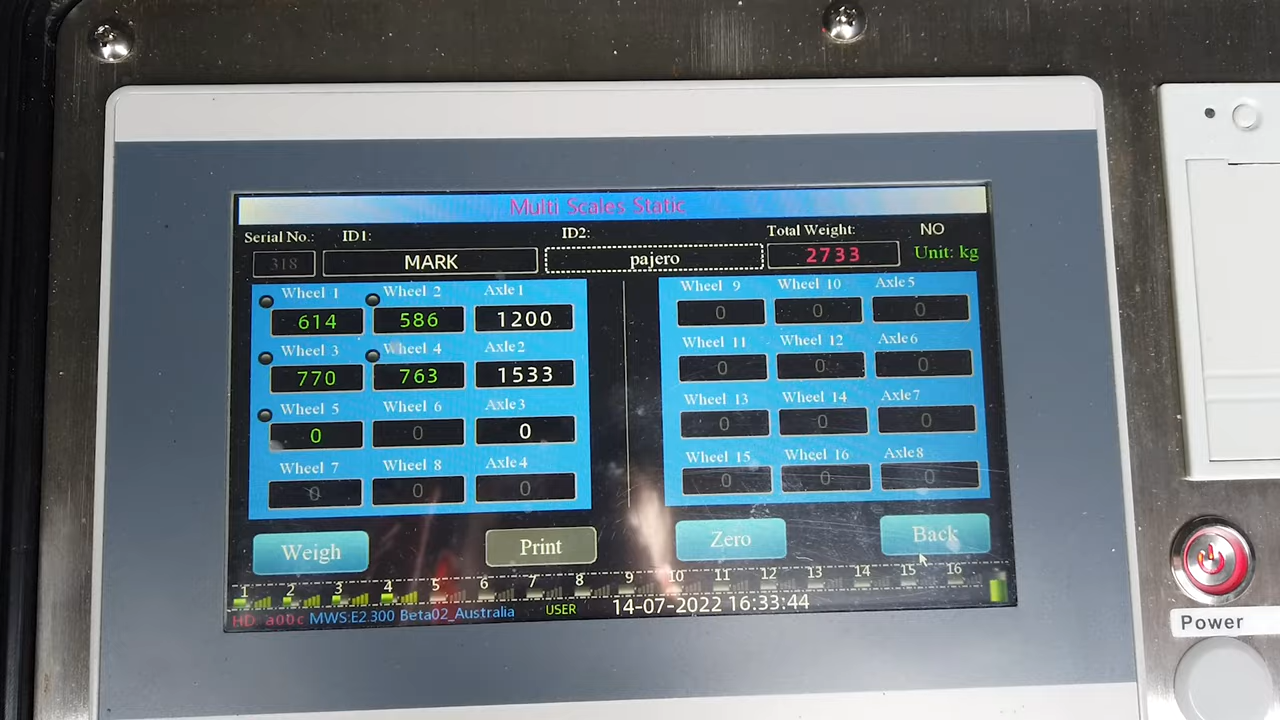 Multi Scales Static
Serial No.: ID1: ID2: Total Weight: NO
318 MARK pajero 2733 Unit: kg
Wheel 1 Wheel 2 Axle1 Wheel 9 Wheel 10 Axle5
614 586 1200 0 0 0
Wheel 3 Wheel 4 Axle2 Wheel 11 Wheel 12 Axle6
770 763 1533 0 0 0
Wheel 5 Wheel 6 Axle3 Wheel 13 Wheel 14 Axle7
0 0 0 0 0 0
Wheel 7 Wheel 8 Axle4 Wheel 15 Wheel 16 Axle8
0 0 0 0 0 0
Weigh Print Zero Back
1 2 3 4 5 6 7 8 9 10 11 12 13 14 15 16
HD: a00c MWS:E2.300 Beta02_Australia USER 14-07-2022 16:33:44
Power